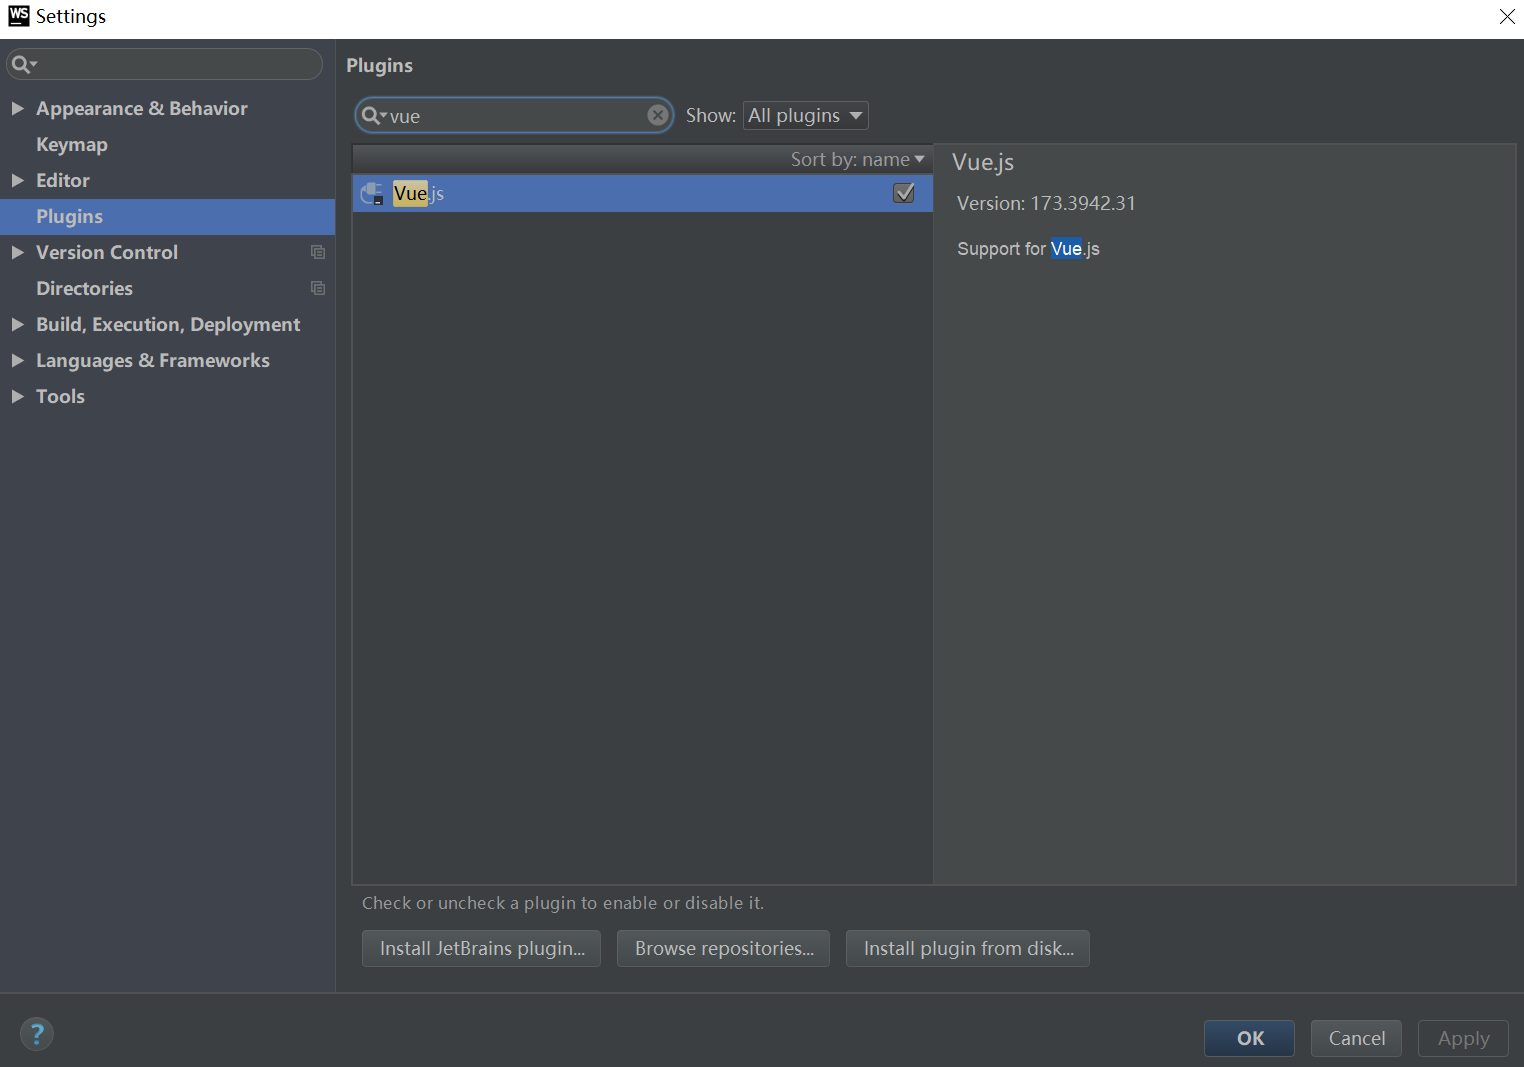 WS Settings
Plugins
vue
Show: All plugins
Appearance & Behavior
Keymap
Editor
Plugins
Version Control
Directories
Build, Execution, Deployment
Languages & Frameworks
Tools
Sort by: name
Vue.js
Vue.js
Version: 173.3942.31
Support for Vue.js
Check or uncheck a plugin to enable or disable it.
Install JetBrains plugin... Browse repositories... Install plugin from disk...
? OK Cancel Apply